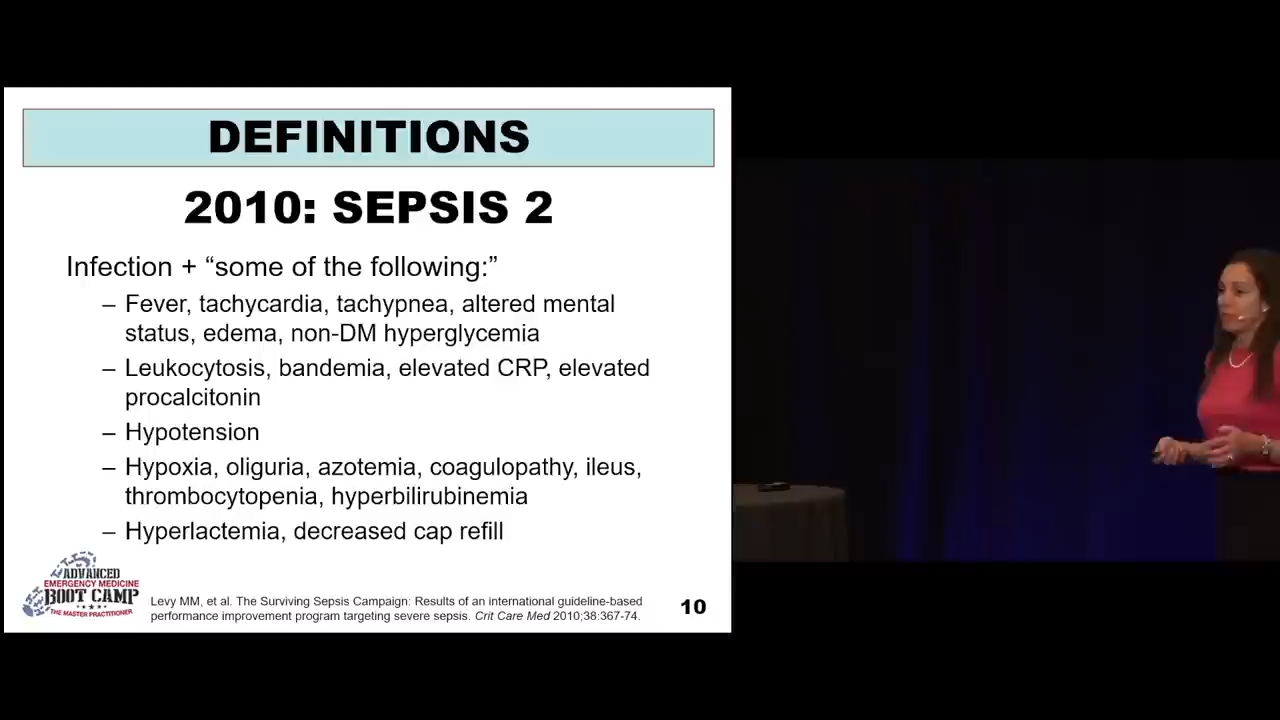 DEFINITIONS
2010: SEPSIS 2
Infection + “some of the following:”
– Fever, tachycardia, tachypnea, altered mental
status, edema, non-DM hyperglycemia
– Leukocytosis, bandemia, elevated CRP, elevated
procalcitonin
– Hypotension
– Hypoxia, oliguria, azotemia, coagulopathy, ileus,
thrombocytopenia, hyperbilirubinemia
– Hyperlactemia, decreased cap refill
ADVANCED
EMERGENCY MEDICINE
BOOT CAMP
THE MASTER PRACTITIONER
Levy MM, et al. The Surviving Sepsis Campaign: Results of an international guideline-based
performance improvement program targeting severe sepsis. Crit Care Med 2010;38:367-74.
10